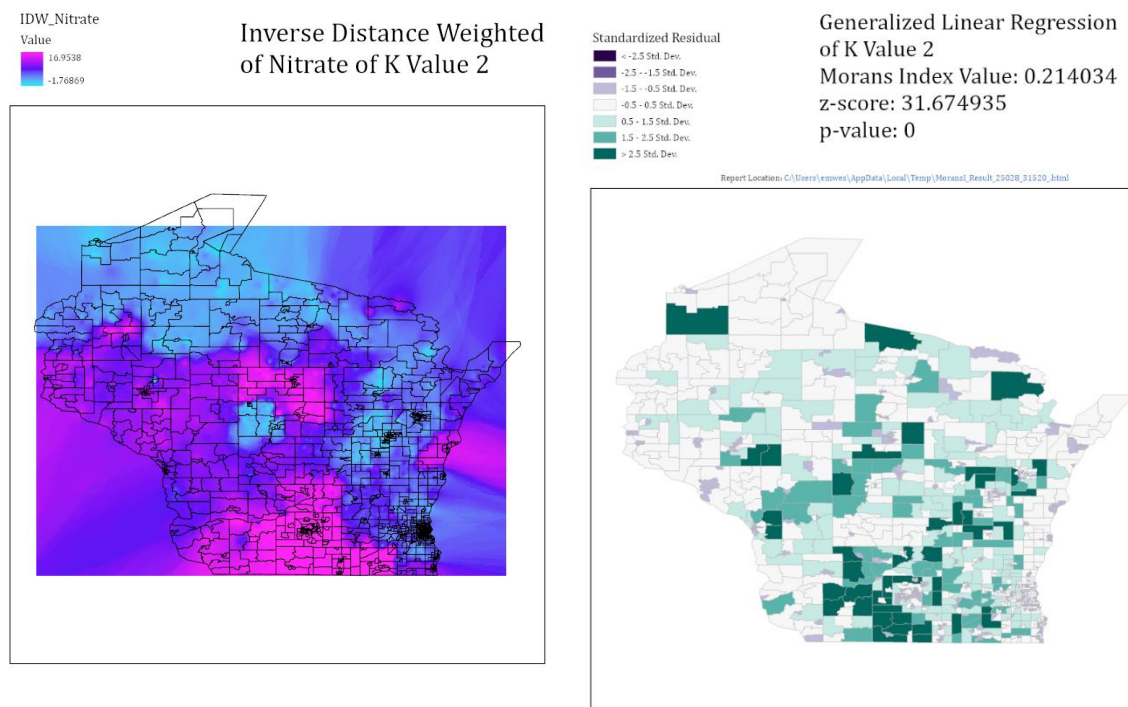 IDW_Nitrate
Value
16.9538
-1.76869
Inverse Distance Weighted
of Nitrate of K Value 2
Standardized Residual
< -2.5 Std. Dev.
-2.5 - -1.5 Std. Dev.
-1.5 - -0.5 Std. Dev.
-0.5 - 0.5 Std. Dev.
0.5 - 1.5 Std. Dev.
1.5 - 2.5 Std. Dev.
> 2.5 Std. Dev.
Generalized Linear Regression
of K Value 2
Morans Index Value: 0.214034
z-score: 31.674935
p-value: 0
Report Location: C:\Users\emwes\AppData\Local\Temp\MoransI_Result_25028_31520_.html